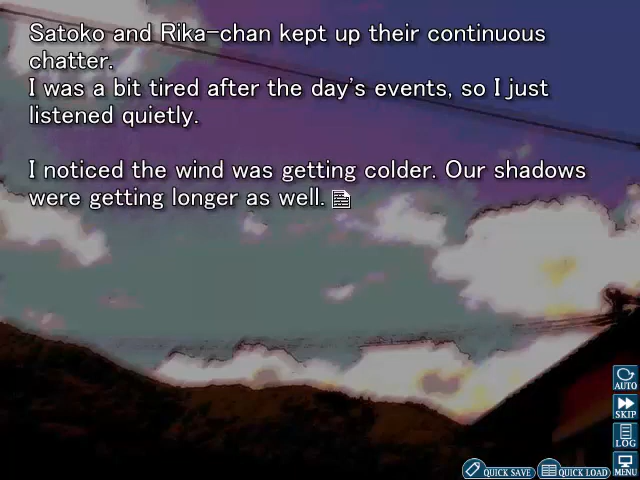 Satoko and Rika-chan kept up their continuous
chatter.
I was a bit tired after the day's events, so I just
listened quietly.
I noticed the wind was getting colder. Our shadows
were getting longer as well.
AUTO
SKIP
LOG
QUICK SAVE QUICK LOAD MENU